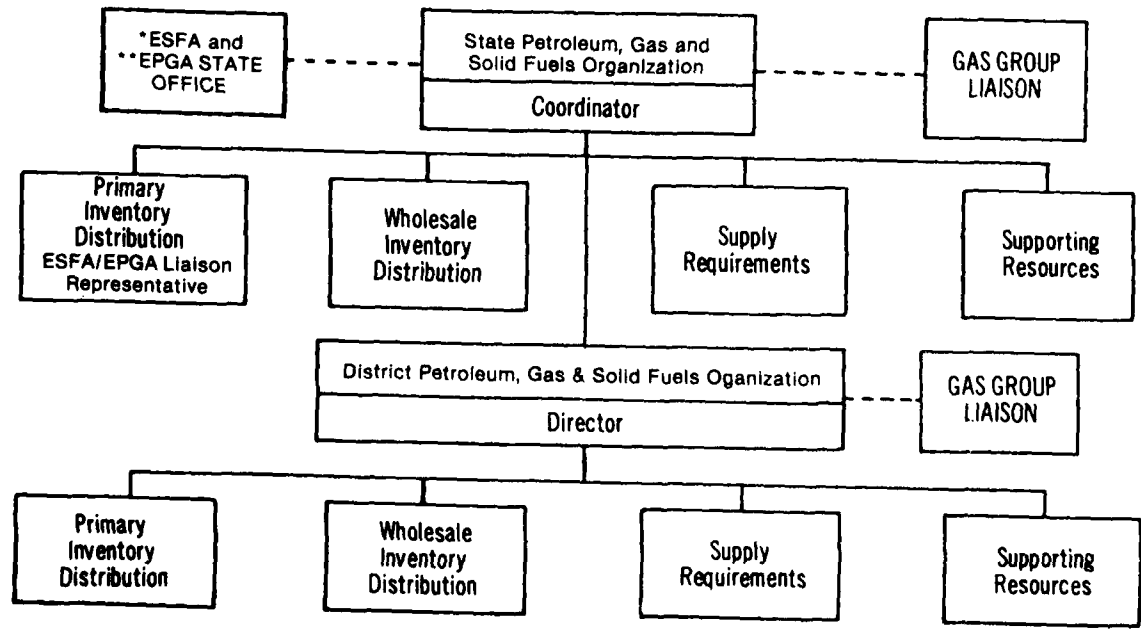 *ESFA and
**EPGA STATE
OFFICE
State Petroleum, Gas and
Solid Fuels Organization
Coordinator
GAS GROUP
LIAISON
Primary
Inventory
Distribution
ESFA/EPGA Liaison
Representative
Wholesale
Inventory
Distribution
Supply
Requirements
Supporting
Resources
District Petroleum, Gas & Solid Fuels Oganization
Director
GAS GROUP
LIAISON
Primary
Inventory
Distribution
Wholesale
Inventory
Distribution
Supply
Requirements
Supporting
Resources